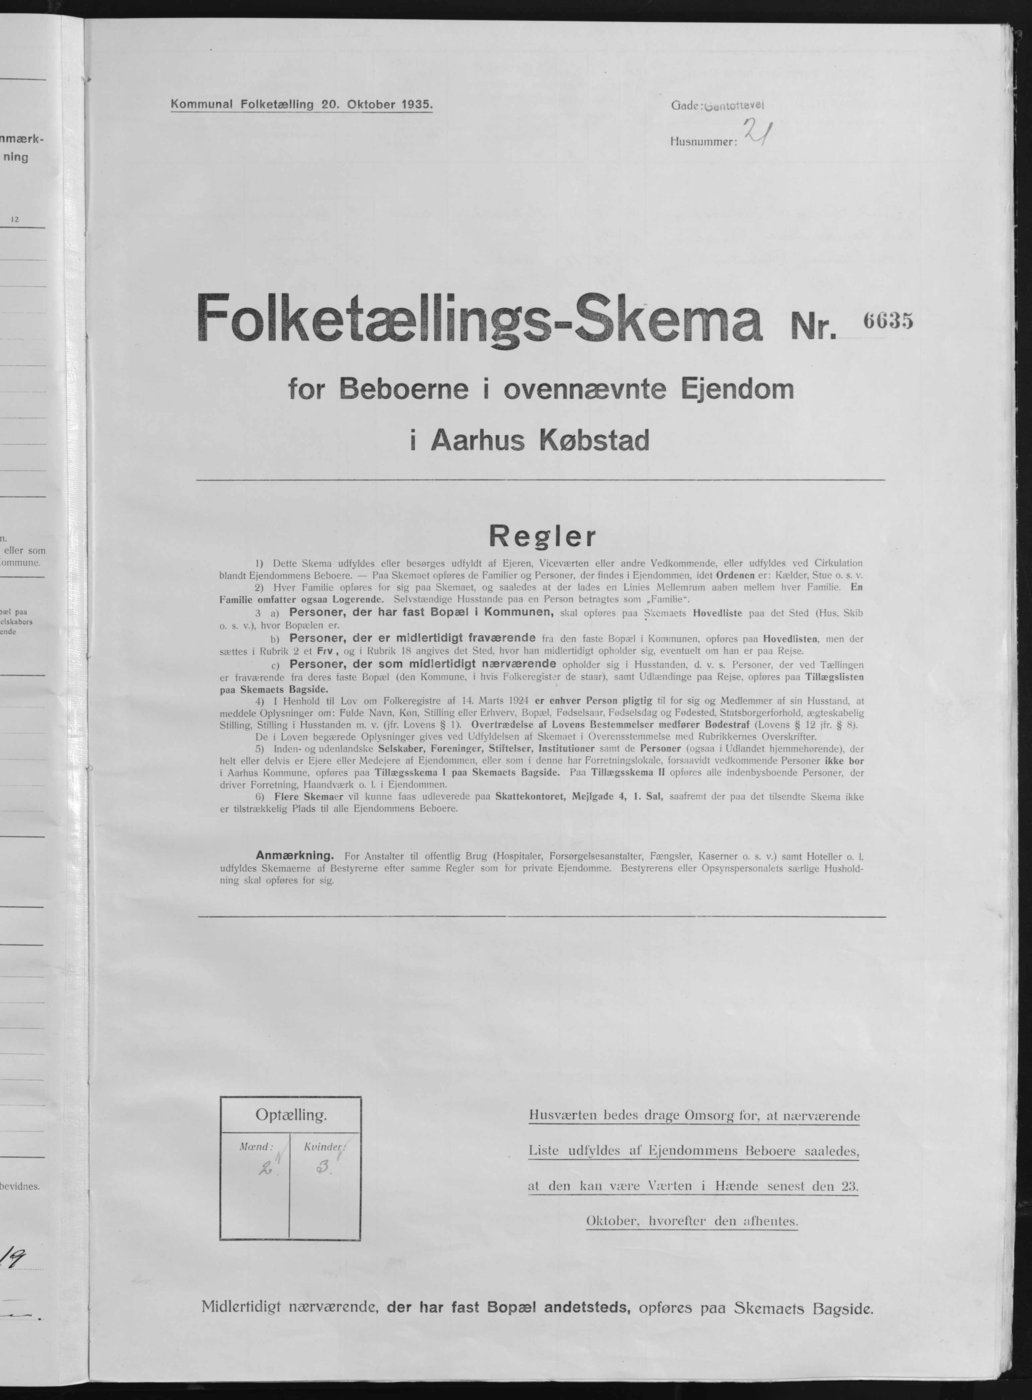 nmærk-
ning
12
n.
eller som
ommune.
pæl paa
elskabers
ende
bevidnes.
19
Kommunal Folketælling 20. Oktober 1935.
Gade: Gentoftevej
Husnummer: 21
Folketællings-Skema Nr. 6635
for Beboerne i ovennævnte Ejendom
i Aarhus Købstad
Regler
1) Dette Skema udfyldes eller besørges udfyldt af Ejeren, Viceværten eller andre Vedkommende, eller udfyldes ved Cirkulation
blandt Ejendommens Beboere. — Paa Skemaet opføres de Familier og Personer, der findes i Ejendommen, idet Ordenen er: Kælder, Stue o. s. v.
2) Hver Familie opføres for sig paa Skemaet, og saaledes at der lades en Linies Mellemrum aaben mellem hver Familie. En
Familie omfatter ogsaa Logerende. Selvstændige Husstande paa en Person betragtes som „Familie“.
3 a) Personer, der har fast Bopæl i Kommunen, skal opføres paa Skemaets Hovedliste paa det Sted (Hus, Skib
o. s. v.), hvor Bopælen er.
b) Personer, der er midlertidigt fraværende fra den faste Bopæl i Kommunen, opføres paa Hovedlisten, men der
sættes i Rubrik 2 et Frv., og i Rubrik 18 angives det Sted, hvor han midlertidigt opholder sig, eventuelt om han er paa Rejse.
c) Personer, der som midlertidigt nærværende opholder sig i Husstanden, d. v. s. Personer, der ved Tællingen
er fraværende fra deres faste Bopæl (den Kommune, i hvis Folkeregister de staar), samt Udlændinge paa Rejse, opføres paa Tillægslisten
paa Skemaets Bagside.
4) I Henhold til Lov om Folkeregistre af 14. Marts 1924 er enhver Person pligtig til for sig og Medlemmer af sin Husstand, at
meddele Oplysninger om: Fulde Navn, Køn, Stilling eller Erhverv, Bopæl, Fødselsaar, Fødselsdag og Fødested, Statsborgerforhold, ægteskabelig
Stilling, Stilling i Husstanden m. v. (jfr. Lovens § 1). Overtrædelse af Lovens Bestemmelser medfører Bødestraf (Lovens § 12 jfr. § 8).
De i Loven begærede Oplysninger gives ved Udfyldelsen af Skemaet i Overensstemmelse med Rubrikkernes Overskrifter.
5) Inden- og udenlandske Selskaber, Foreninger, Stiftelser, Institutioner samt de Personer (ogsaa i Udlandet hjemmehørende), der
helt eller delvis er Ejere eller Medejere af Ejendommen, eller som i denne har Forretningslokale, forsaavidt vedkommende Personer ikke bor
i Aarhus Kommune, opføres paa Tillægsskema I paa Skemaets Bagside. Paa Tillægsskema II opføres alle indenbysboende Personer, der
driver Forretning, Haandværk o. l. i Ejendommen.
6) Flere Skemaer vil kunne faas udleverede paa Skattekontoret, Mejlgade 4, 1. Sal, saafremt der paa det tilsendte Skema ikke
er tilstrækkelig Plads til alle Ejendommens Beboere.
Anmærkning. For Anstalter til offentlig Brug (Hospitaler, Forsørgelsesanstalter, Fængsler, Kaserner o. s. v.) samt Hoteller o. l.
udfyldes Skemaerne af Bestyrerne efter samme Regler som for private Ejendomme. Bestyrerens eller Opsynspersonalets særlige Hushold-
ning skal opføres for sig.
Optælling.
Mænd: Kvinder:
2 3
Husværten bedes drage Omsorg for, at nærværende
Liste udfyldes af Ejendommens Beboere saaledes,
at den kan være Værten i Hænde senest den 23.
Oktober, hvorefter den afhentes.
Midlertidigt nærværende, der har fast Bopæl andetsteds, opføres paa Skemaets Bagside.